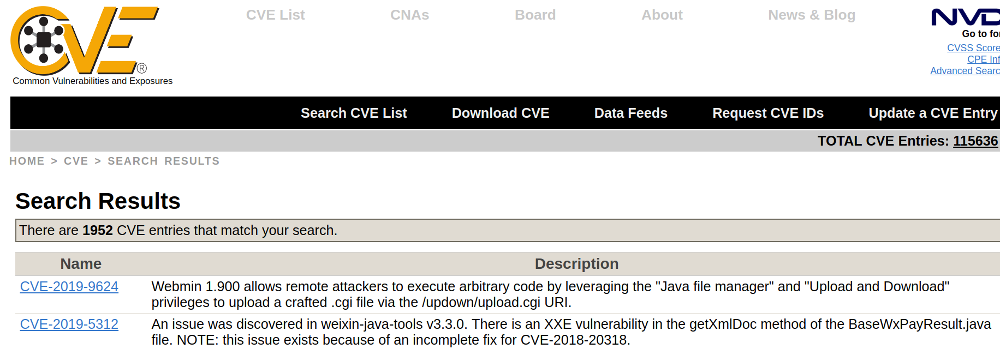 CVE List CNAs Board About News & Blog
CVE®
Common Vulnerabilities and Exposures
NVD
Go to for
CVSS Score
CPE Inf
Advanced Searc
Search CVE List Download CVE Data Feeds Request CVE IDs Update a CVE Entry
TOTAL CVE Entries: 115636
HOME > CVE > SEARCH RESULTS
Search Results
There are 1952 CVE entries that match your search.
Name Description
CVE-2019-9624 Webmin 1.900 allows remote attackers to execute arbitrary code by leveraging the "Java file manager" and "Upload and Download"
privileges to upload a crafted .cgi file via the /updown/upload.cgi URI.
CVE-2019-5312 An issue was discovered in weixin-java-tools v3.3.0. There is an XXE vulnerability in the getXmlDoc method of the BaseWxPayResult.java
file. NOTE: this issue exists because of an incomplete fix for CVE-2018-20318.